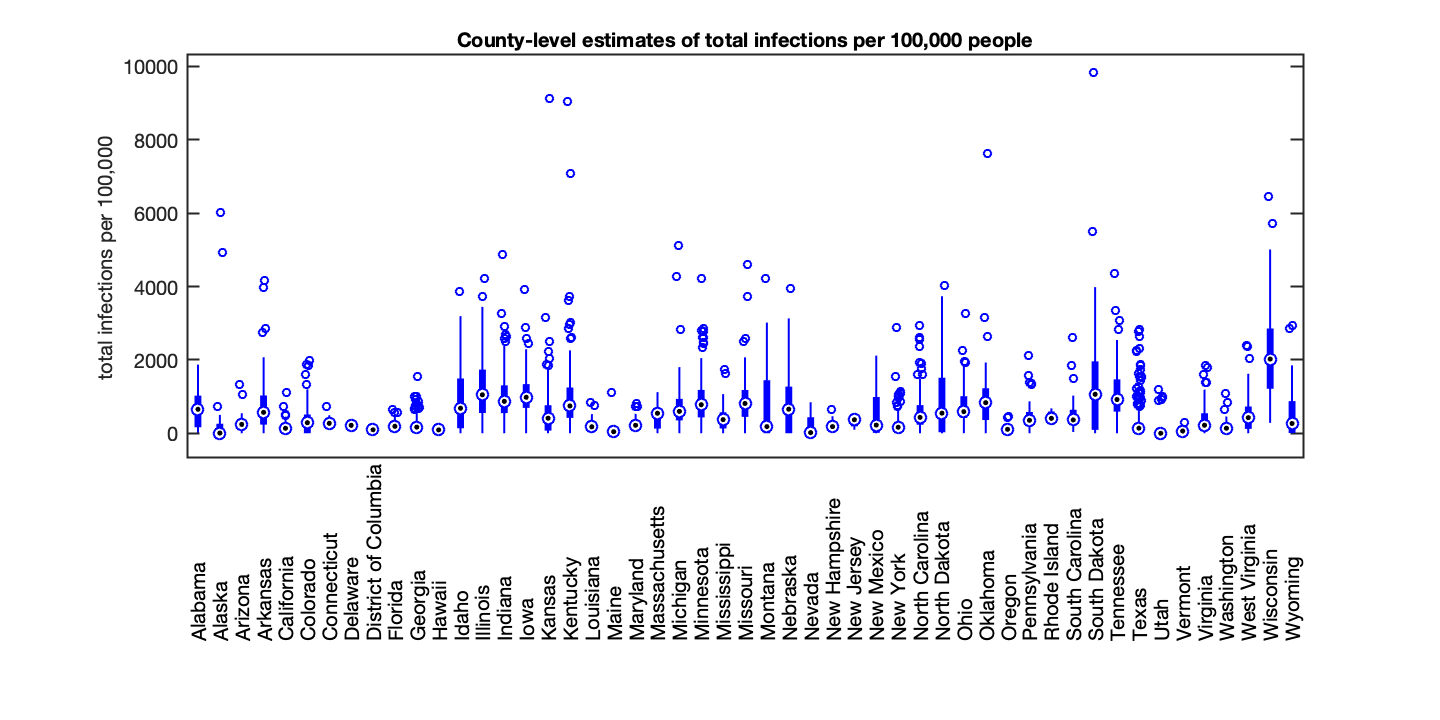 County-level estimates of total infections per 100,000 people
total infections per 100,000
10000
8000
6000
4000
2000
0
Alabama
Alaska
Arizona
Arkansas
California
Colorado
Connecticut
Delaware
District of Columbia
Florida
Georgia
Hawaii
Idaho
Illinois
Indiana
Iowa
Kansas
Kentucky
Louisiana
Maine
Maryland
Massachusetts
Michigan
Minnesota
Mississippi
Missouri
Montana
Nebraska
Nevada
New Hampshire
New Jersey
New Mexico
New York
North Carolina
North Dakota
Ohio
Oklahoma
Oregon
Pennsylvania
Rhode Island
South Carolina
South Dakota
Tennessee
Texas
Utah
Vermont
Virginia
Washington
West Virginia
Wisconsin
Wyoming